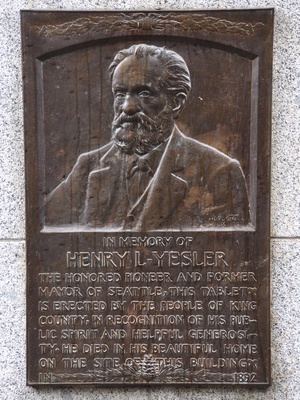 IN MEMORY OF
HENRY L·YESLER
THE HONORED PIONEER AND FORMER
MAYOR OF SEATTLE, THIS TABLET
IS ERECTED BY THE PEOPLE OF KING
COUNTY, IN RECOGNITION OF HIS PUB-
LIC SPIRIT AND HELPFUL GENEROSI-
TY. HE DIED IN HIS BEAUTIFUL HOME
ON THE SITE OF THIS BUILDING,
IN 1892